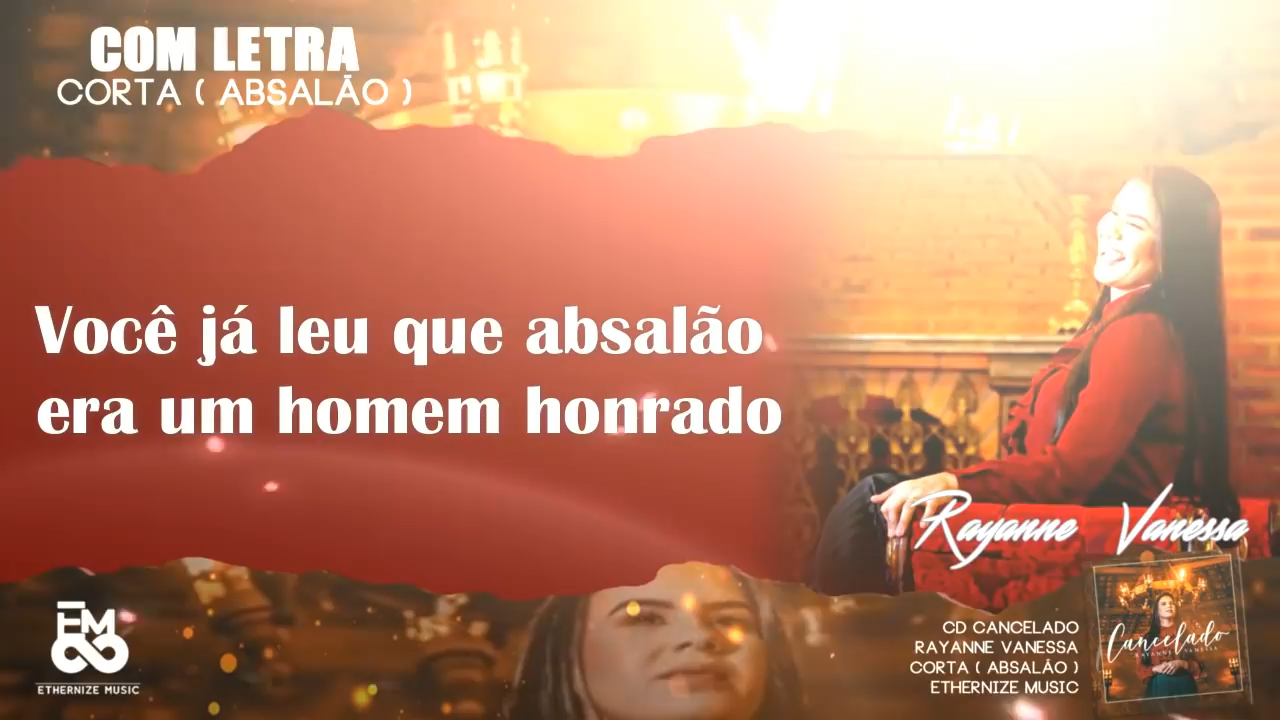 COM LETRA
CORTA ( ABSALÃO )
Você já leu que absalão
era um homem honrado
Rayanne Vanessa
EM
ETHERNIZE MUSIC
CD CANCELADO
RAYANNE VANESSA
CORTA ( ABSALÃO )
ETHERNIZE MUSIC
Cancelado
RAYANNE VANESSA